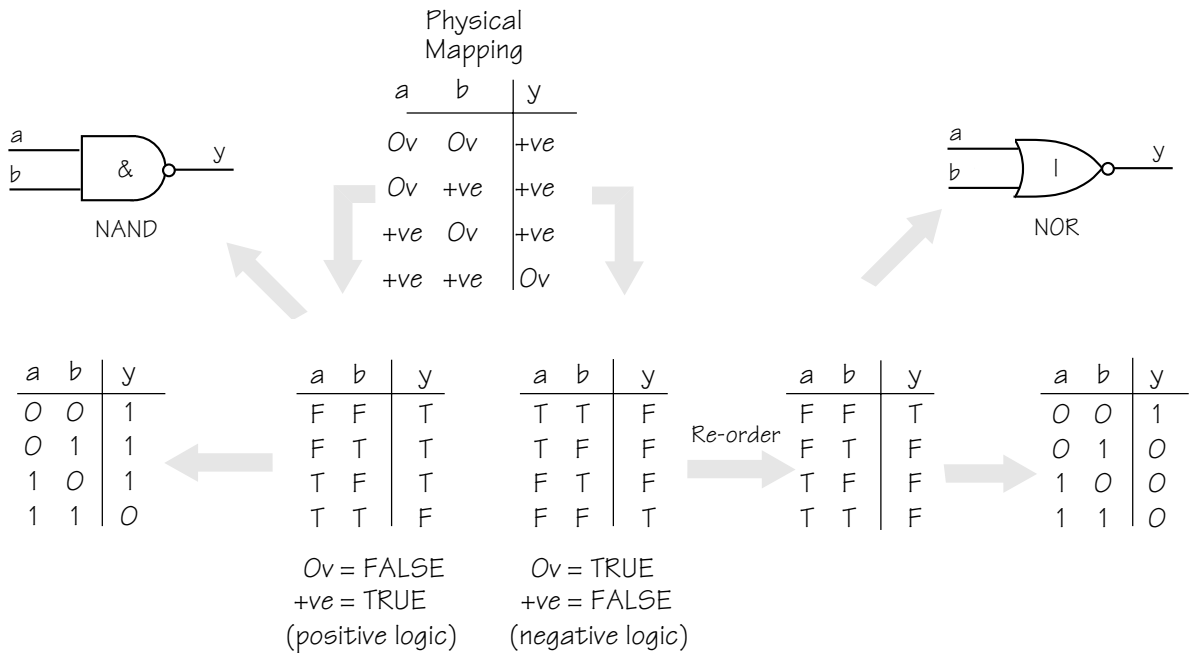 Physical
Mapping
a b y
0v 0v +ve
0v +ve +ve
+ve 0v +ve
+ve +ve 0v
a
b
&
y
NAND
a
b
|
y
NOR
a b y
0 0 1
0 1 1
1 0 1
1 1 0
a b y
F F T
F T T
T F T
T T F
0v = FALSE
+ve = TRUE
(positive logic)
a b y
T T F
T F F
F T F
F F T
0v = TRUE
+ve = FALSE
(negative logic)
Re-order
a b y
F F T
F T F
T F F
T T F
a b y
0 0 1
0 1 0
1 0 0
1 1 0